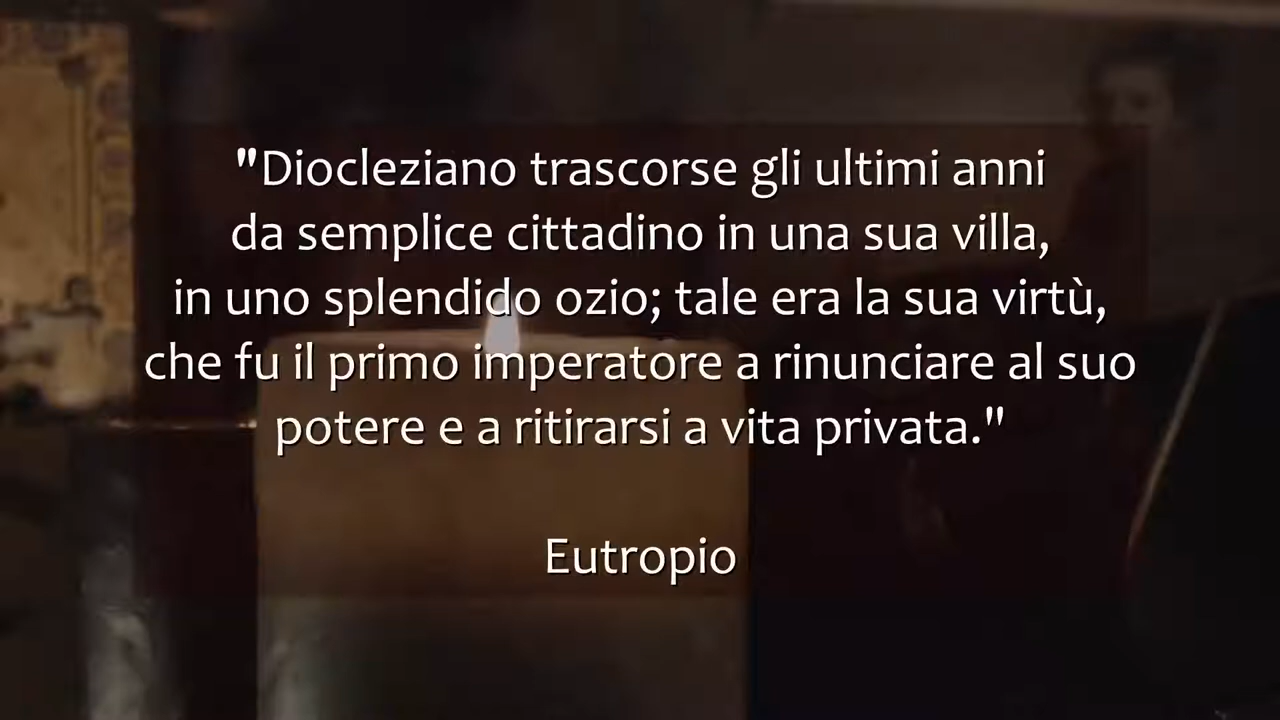 "Diocleziano trascorse gli ultimi anni
da semplice cittadino in una sua villa,
in uno splendido ozio; tale era la sua virtù,
che fu il primo imperatore a rinunciare al suo
potere e a ritirarsi a vita privata."
Eutropio